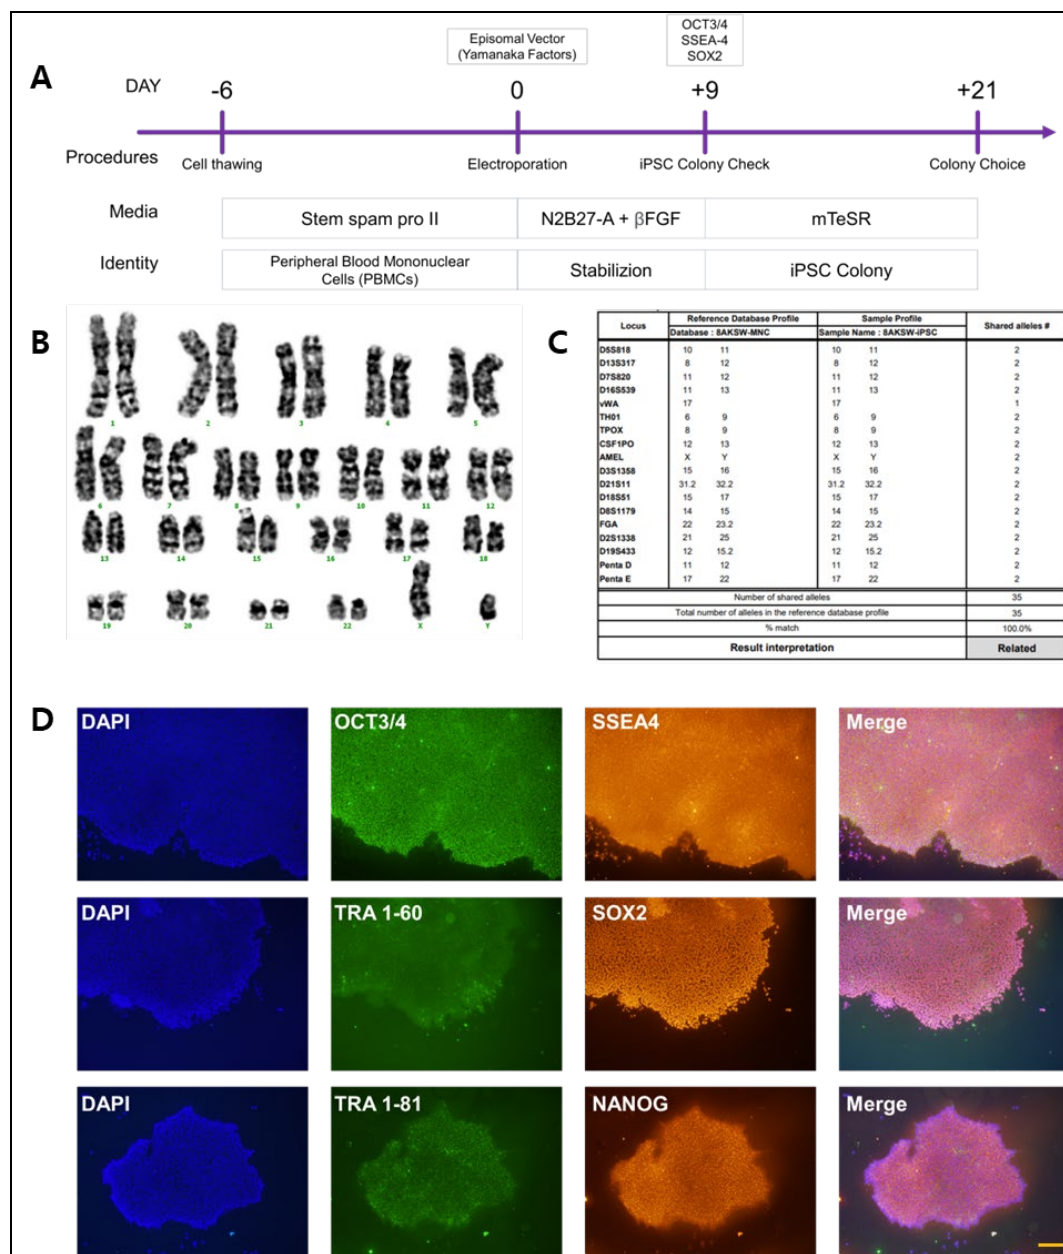 OCT3/4
SSEA-4
SOX2
Episomal Vector
(Yamanaka Factors)
A
DAY -6 0 +9 +21
Procedures Cell thawing Electroporation iPSC Colony Check Colony Choice
Media Stem spam pro II N2B27-A + βFGF mTeSR
Identity Peripheral Blood Mononuclear
Cells (PBMCs) Stabilizion iPSC Colony
B
1 2 3 4 5
6 7 8 9 10 11 12
13 14 15 16 17 18
19 20 21 22 X Y
C
Locus Reference Database Profile Sample Profile Shared alleles #
Database : 8AKSW-MNC Sample Name : 8AKSW-iPSC
D5S818 10 11 10 11 2
D13S317 8 12 8 12 2
D7S820 11 12 11 12 2
D16S539 11 13 11 13 2
vWA 17 17 1
TH01 6 9 6 9 2
TPOX 8 9 8 9 2
CSF1PO 12 13 12 13 2
AMEL X Y X Y 2
D3S1358 15 16 15 16 2
D21S11 31.2 32.2 31.2 32.2 2
D18S51 15 17 15 17 2
D8S1179 14 15 14 15 2
FGA 22 23.2 22 23.2 2
D2S1338 21 25 21 25 2
D19S433 12 15.2 12 15.2 2
Penta D 11 12 11 12 2
Penta E 17 22 17 22 2
Number of shared alleles 35
Total number of alleles in the reference database profile 35
% match 100.0%
Result interpretation Related
D
DAPI OCT3/4 SSEA4 Merge
DAPI TRA 1-60 SOX2 Merge
DAPI TRA 1-81 NANOG Merge